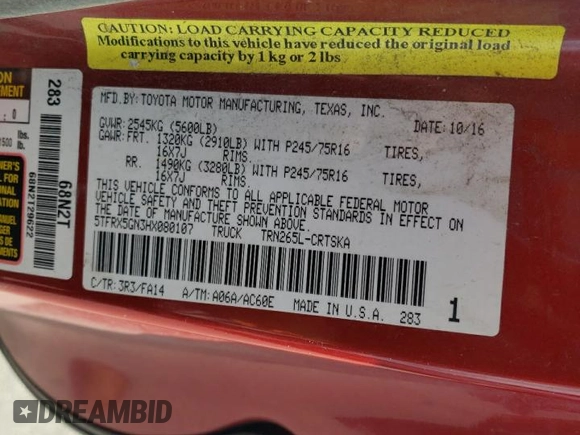 CAUTION: LOAD CARRYING CAPACITY REDUCED
Modifications to this vehicle have reduced the original load
carrying capacity by 1 kg or 2 lbs
MFD.BY: TOYOTA MOTOR MANUFACTURING, TEXAS, INC.
GVWR: 2545KG (5600LB) DATE: 10/16
GAWR: FRT. 1320KG (2910LB) WITH P245/75R16 TIRES,
16X7J RIMS.
RR. 1490KG (3280LB) WITH P245/75R16 TIRES,
16X7J RIMS.
THIS VEHICLE CONFORMS TO ALL APPLICABLE FEDERAL MOTOR
VEHICLE SAFETY AND THEFT PREVENTION STANDARDS IN EFFECT ON
THE DATE OF MANUFACTURE SHOWN ABOVE.
5TFRX5GN3HX080107 TRUCK TRN265L-CRTSKA
C/TR: 3R3/FA14 A/TM: A06A/AC60E MADE IN U.S.A. 283
1
283
68N2T
68N2T29622
lbs.
DREAMBID